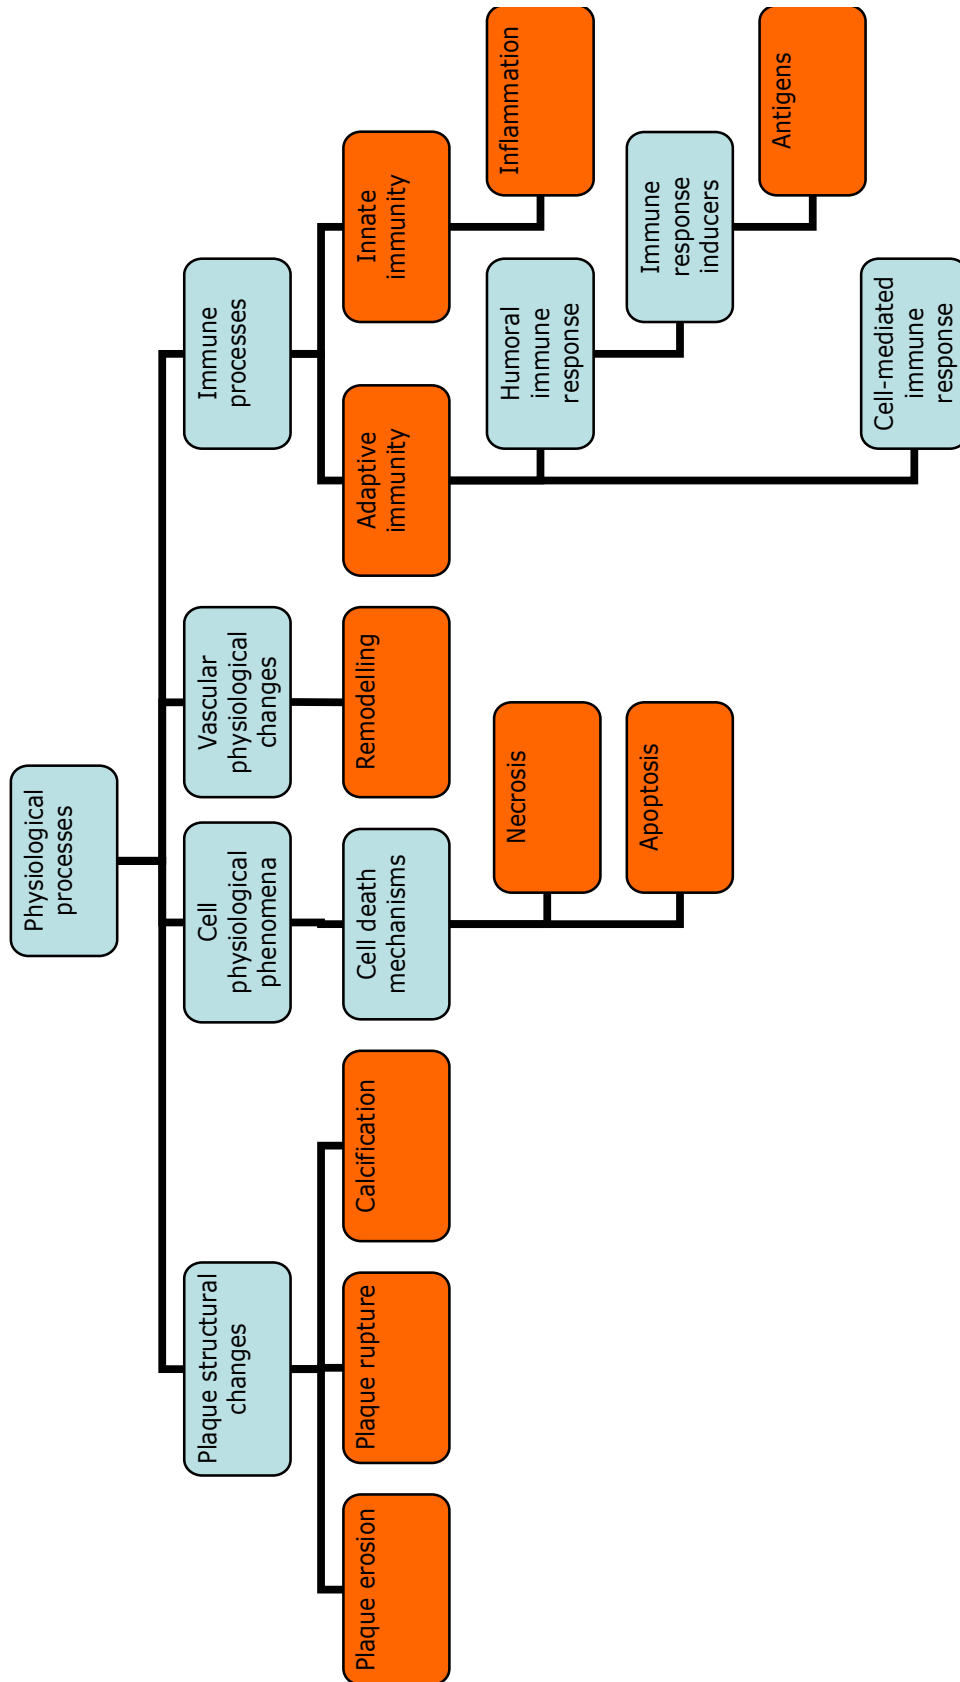 Physiological
processes
Plaque structural
changes
Cell
physiological
phenomena
Vascular
physiological
changes
Immune
processes
Plaque erosion
Plaque rupture
Calcification
Cell death
mechanisms
Remodelling
Adaptive
immunity
Innate
immunity
Necrosis
Apoptosis
Humoral
immune
response
Inflammation
Immune
response
inducers
Antigens
Cell-mediated
immune
response